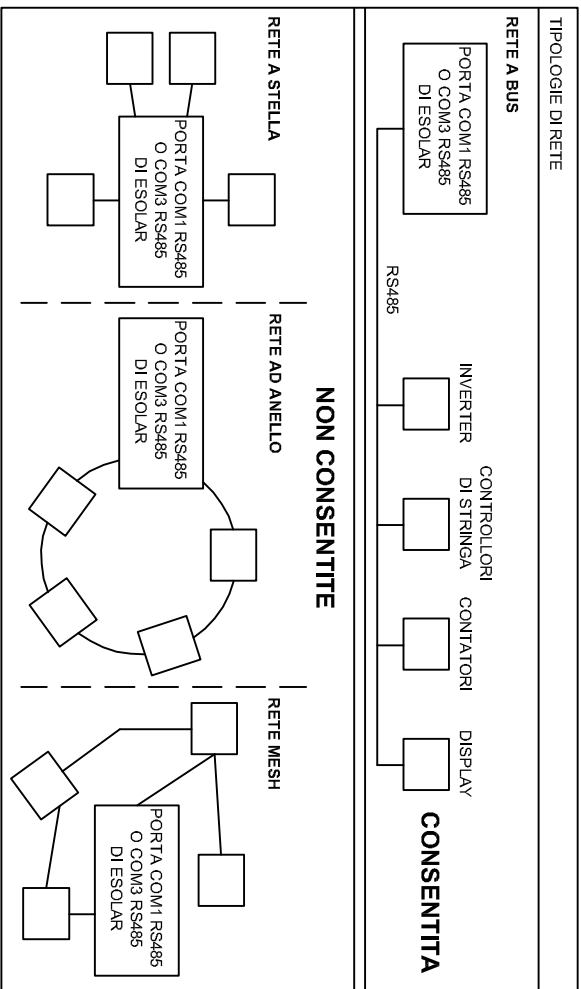 TIPOLOGIE DI RETE
RETE A BUS
PORTA COM1 RS485
O COM3 RS485
DI ESOLAR
RS485
INVERTER
CONTROLLORI
DI STRINGA
CONTATORI
DISPLAY
CONSENTITA
NON CONSENTITE
RETE A STELLA
PORTA COM1 RS485
O COM3 RS485
DI ESOLAR
RETE AD ANELLO
PORTA COM1 RS485
O COM3 RS485
DI ESOLAR
RETE MESH
PORTA COM1 RS485
O COM3 RS485
DI ESOLAR